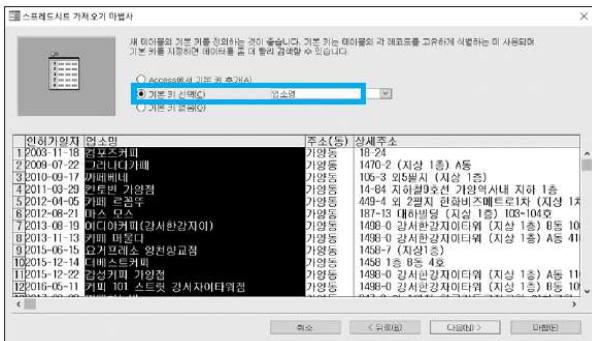 스프레드시트 가져오기 마법사
새 테이블의 기본 키를 정의하는 것이 좋습니다. 기본 키는 테이블의 각 레코드를 고유하게 식별하는 데 사용되며
기본 키를 지정하면 데이터를 좀 더 빨리 검색할 수 있습니다.
Access에서 기본 키 추가(A)
기본 키 선택(C) 업소명
기본 키 없음(O)
인허가일자 업소명 주소(동) 상세주소
1 2003-11-18 컴포즈커피 가양동 18-24
2 2009-07-22 그라나다카페 가양동 1470-2 (지상 1층) A동
3 2010-09-17 까페베네 가양동 105-3 외5필지 (지상 1층)
4 2011-03-29 칸토빈 가양점 가양동 14-84 지하철9호선 가양역사내 지하 1층
5 2012-04-05 카페 르꼼뚜 가양동 449-4 외 2필지 한화비즈메트로1차 (지상 1층
6 2012-08-21 마스 모스 가양동 187-13 대하빌딩 (지상 1층) 103-104호
7 2013-08-19 이디야커피(강서한강자이) 가양동 1498-0 강서한강자이타워 (지상 1층) B동 10
8 2013-11-13 카페 머물다 가양동 1498-0 강서한강자이타워 (지상 1층) A동 41
9 2015-06-15 요거프레소 양천향교점 가양동 1458-7 (지상1층)
10 2015-12-14 더베스트커피 가양동 1458 1층 B동 4호
11 2015-12-22 감성커피 가양점 가양동 1498-0 강서한강자이타워 (지상 1층) A동 11
12 2016-05-11 커피 101 스트릿 강서자이타워점 가양동 1498-0 강서한강자이타워 (지상 1층) B동 10
취소 < 뒤로(B) 다음(N) > 마침(F)